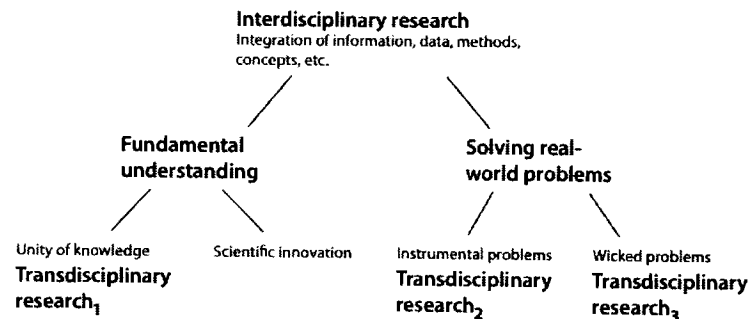 Interdisciplinary research
Integration of information, data, methods,
concepts, etc.
Fundamental
understanding
Solving real-
world problems
Unity of knowledge
Transdisciplinary
research₁
Scientific innovation
Instrumental problems
Transdisciplinary
research₂
Wicked problems
Transdisciplinary
research₃